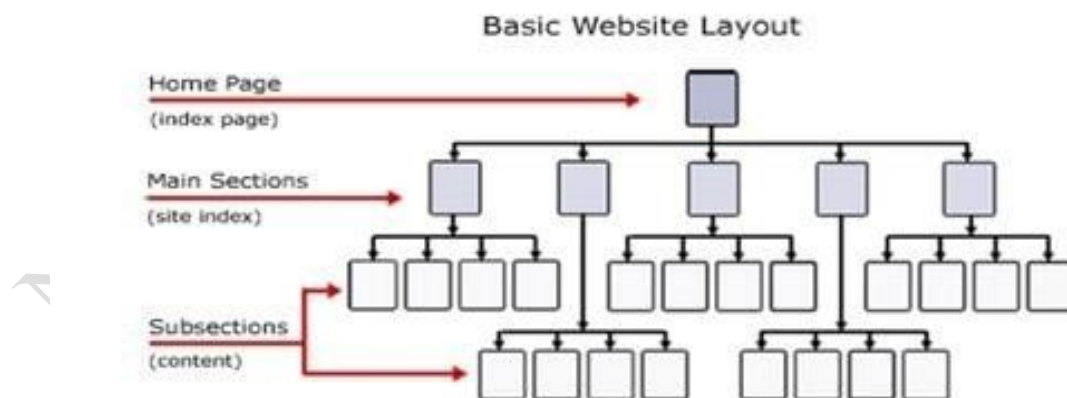 Basic Website Layout
Home Page
(index page)
Main Sections
(site index)
Subsections
(content)